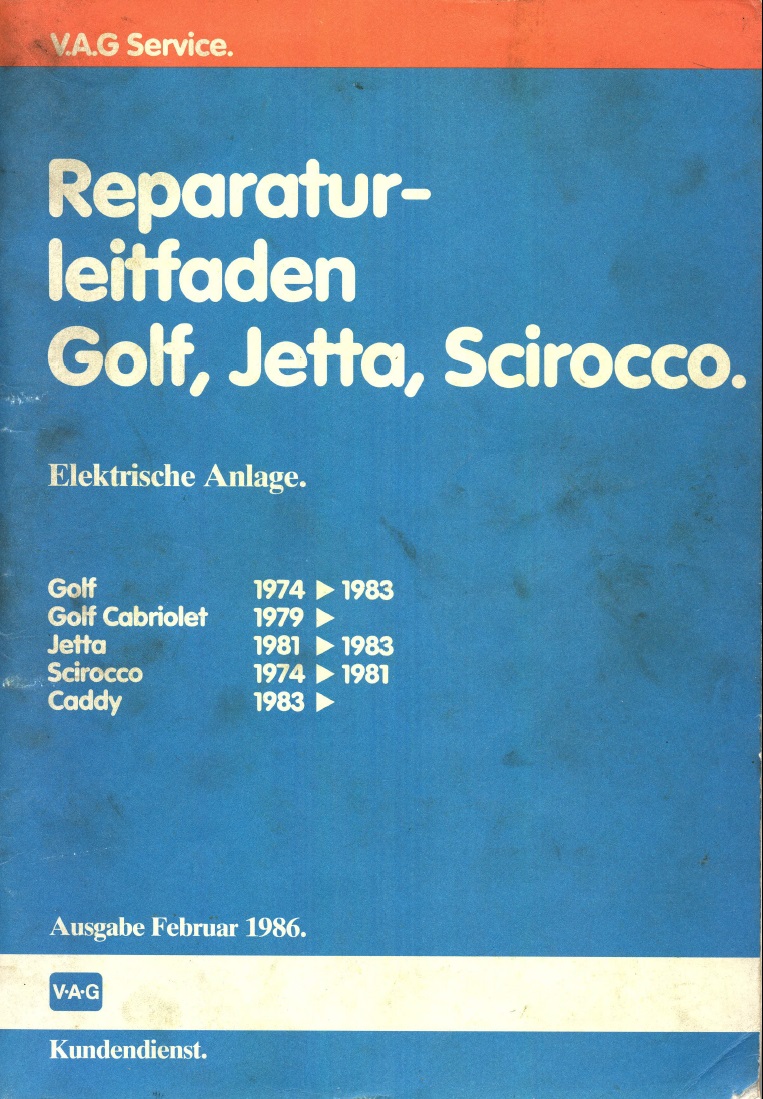 V.A.G Service.
Reparatur-
leitfaden
Golf, Jetta, Scirocco.
Elektrische Anlage.
Golf 1974 ▶ 1983
Golf Cabriolet 1979 ▶
Jetta 1981 ▶ 1983
Scirocco 1974 ▶ 1981
Caddy 1983 ▶
Ausgabe Februar 1986.
V·A·G
Kundendienst.